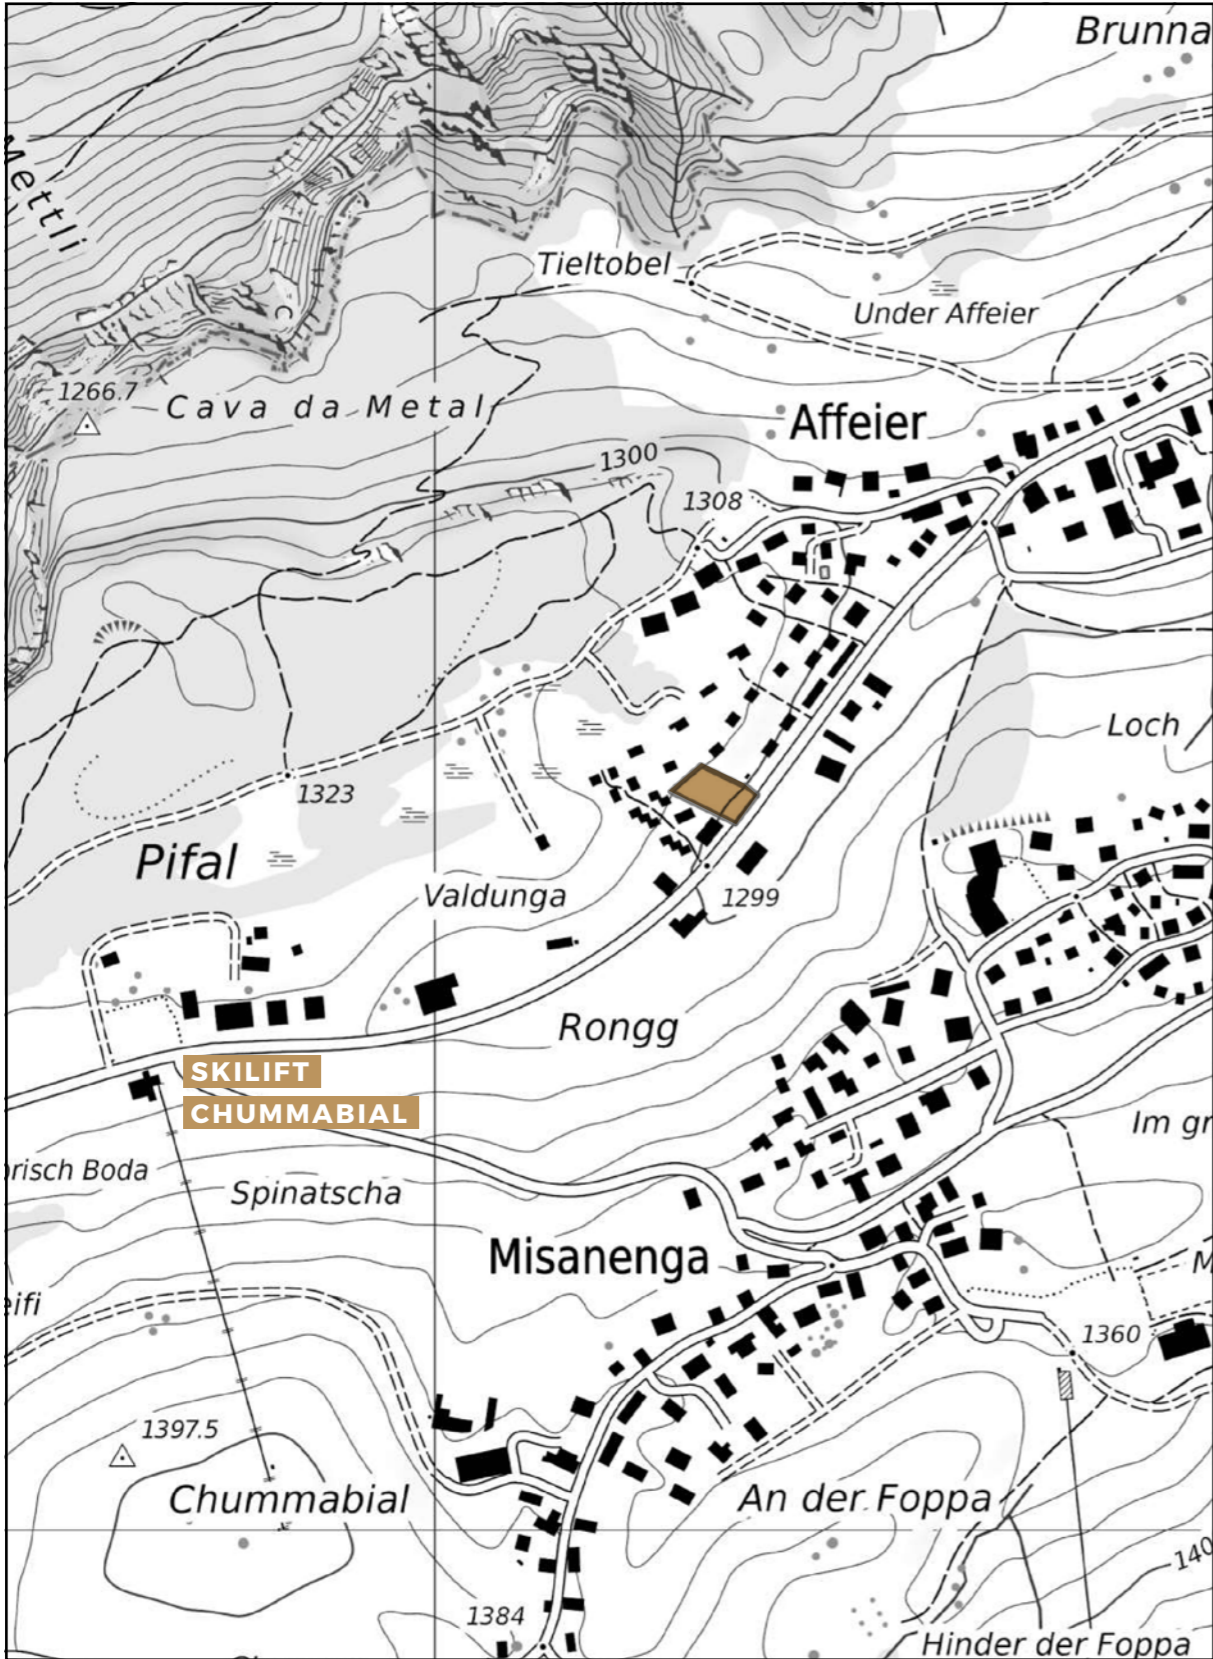 Brunna
Mettli
Tieltobel
Under Affeier
1266.7
Cava da Metal
Affeier
1300
1308
Loch
1323
Pifal
Valdunga
1299
Rongg
SKILIFT
CHUMMABIAL
Im gr
orisch Boda
Spinatscha
Misanenga
M
eifi
1360
1397.5
Chummabial
An der Foppa
140
1384
Hinder der Foppa